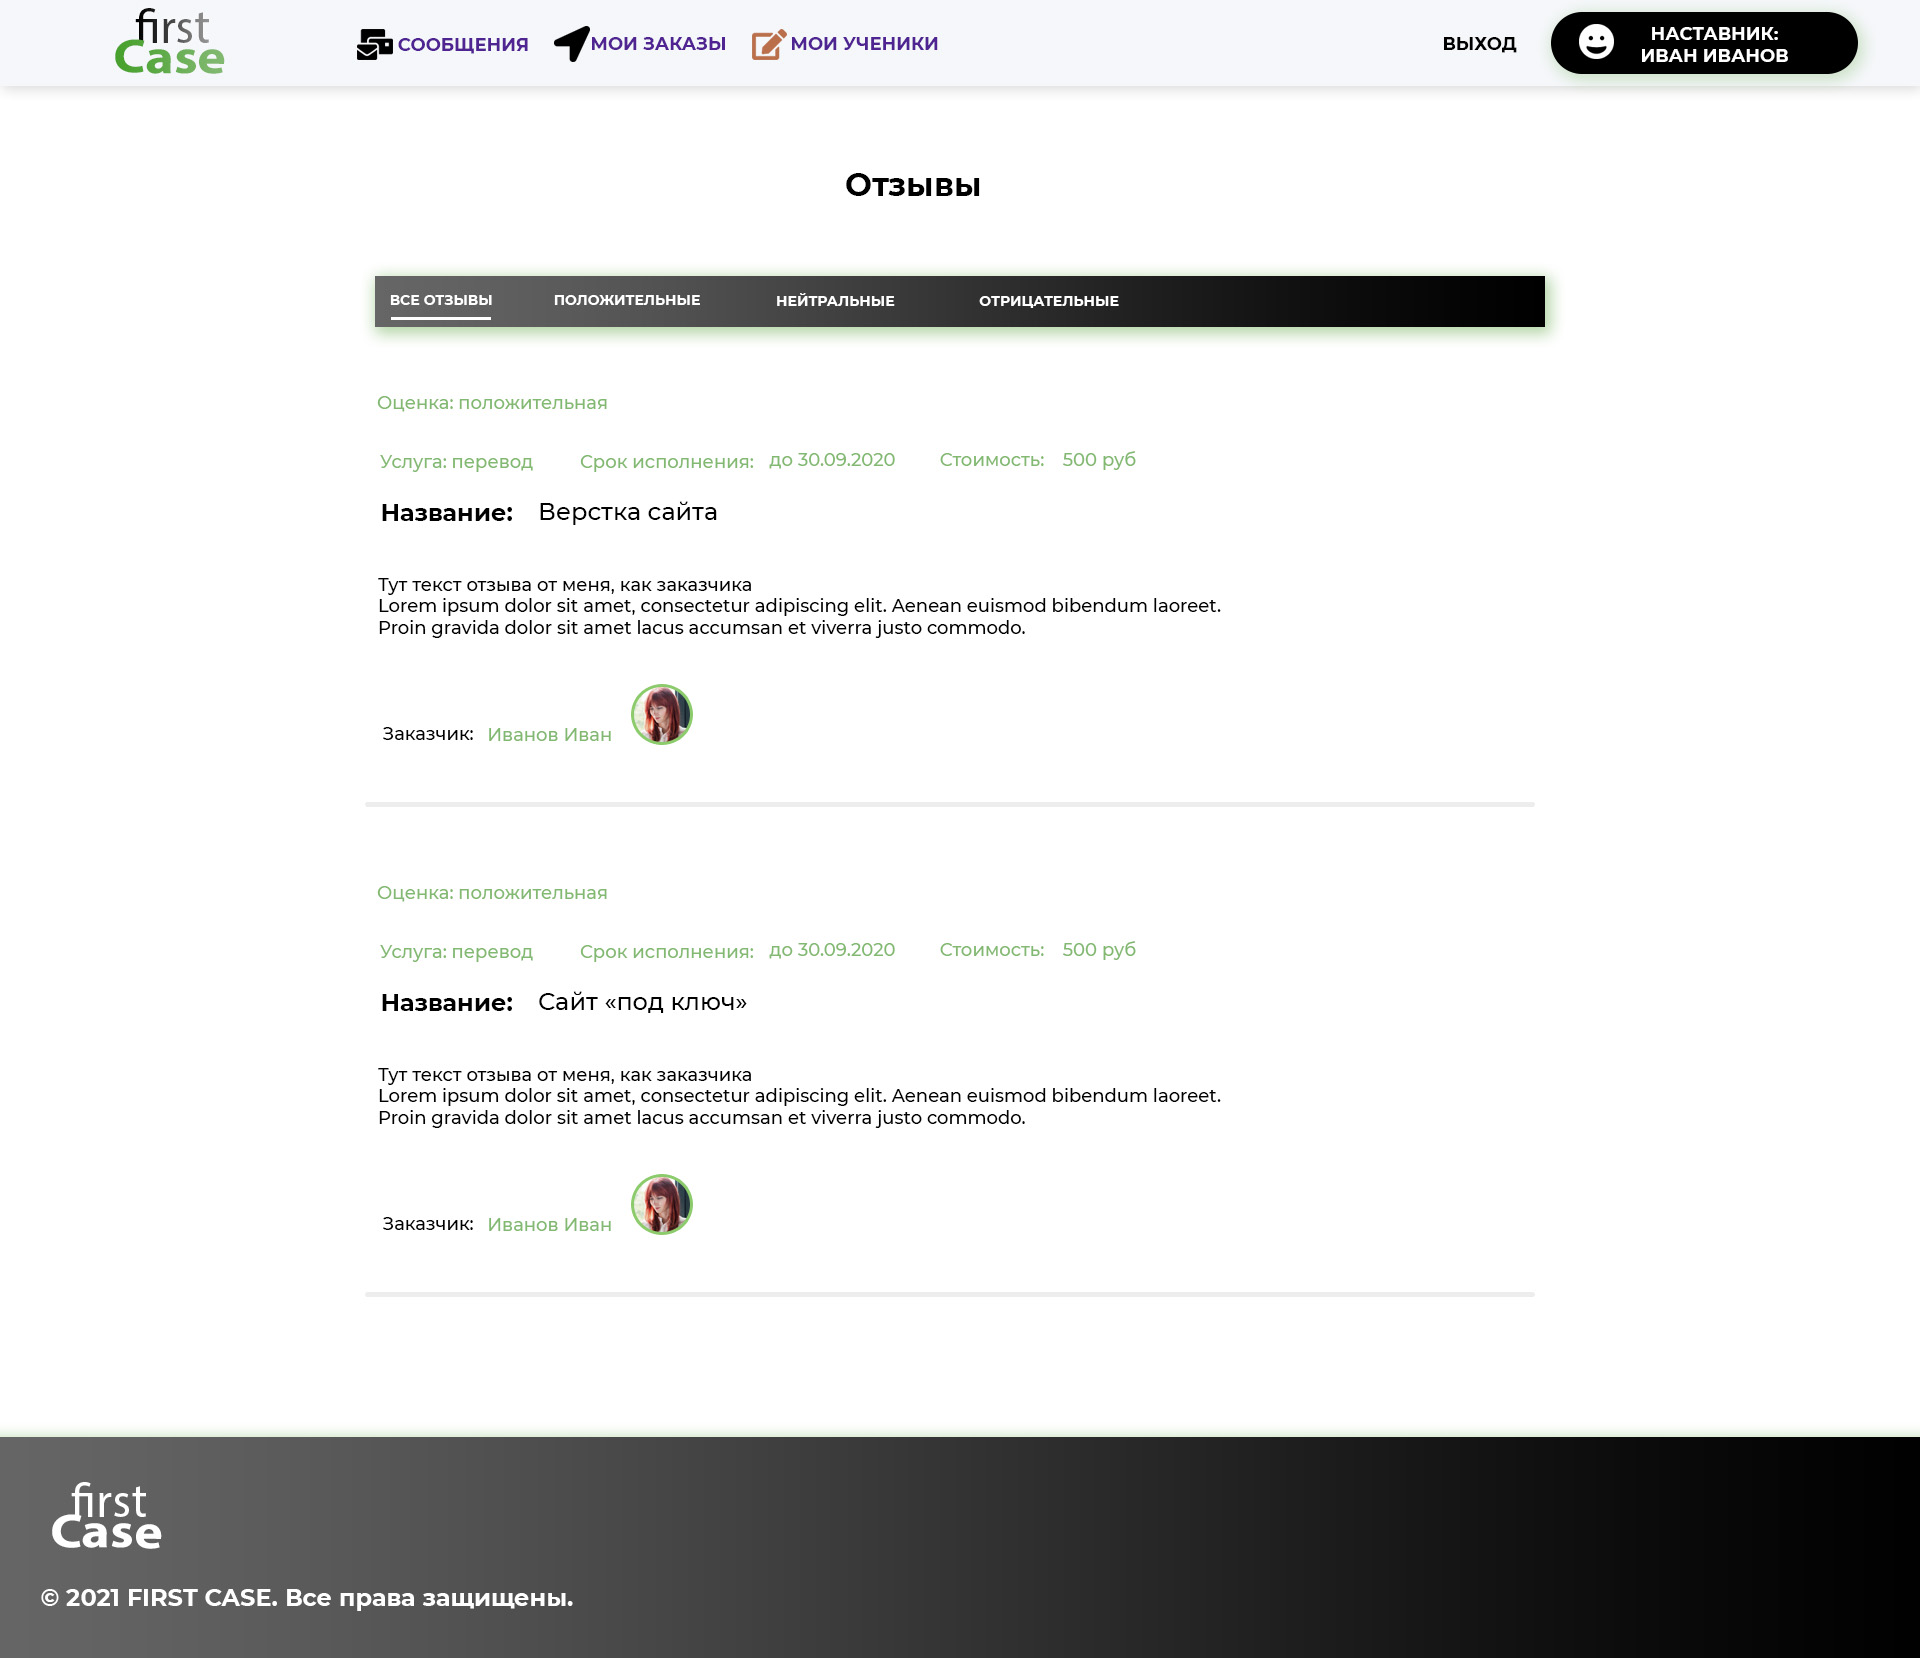 first
Case
СООБЩЕНИЯ
МОИ ЗАКАЗЫ
МОИ УЧЕНИКИ
ВЫХОД
НАСТАВНИК:
ИВАН ИВАНОВ
Отзывы
ВСЕ ОТЗЫВЫ
ПОЛОЖИТЕЛЬНЫЕ
НЕЙТРАЛЬНЫЕ
ОТРИЦАТЕЛЬНЫЕ
Оценка: положительная
Услуга: перевод Срок исполнения: до 30.09.2020 Стоимость: 500 руб
Название: Верстка сайта
Тут текст отзыва от меня, как заказчика
Lorem ipsum dolor sit amet, consectetur adipiscing elit. Aenean euismod bibendum laoreet.
Proin gravida dolor sit amet lacus accumsan et viverra justo commodo.
Заказчик: Иванов Иван
Оценка: положительная
Услуга: перевод Срок исполнения: до 30.09.2020 Стоимость: 500 руб
Название: Сайт «под ключ»
Тут текст отзыва от меня, как заказчика
Lorem ipsum dolor sit amet, consectetur adipiscing elit. Aenean euismod bibendum laoreet.
Proin gravida dolor sit amet lacus accumsan et viverra justo commodo.
Заказчик: Иванов Иван
first
Case
© 2021 FIRST CASE. Все права защищены.